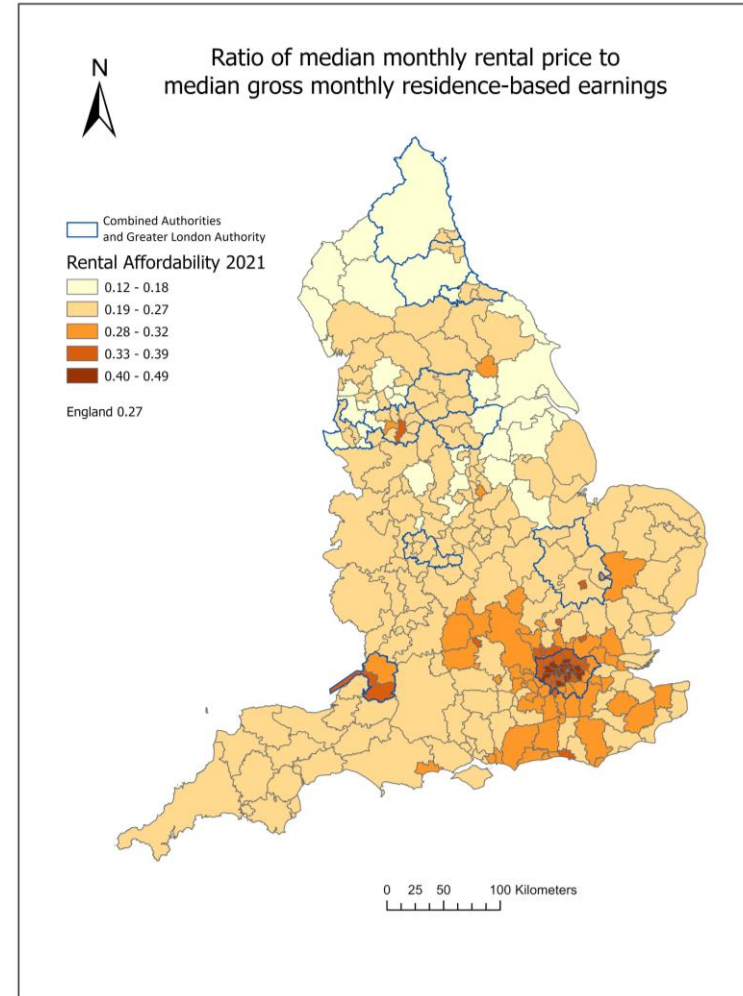 Ratio of median monthly rental price to
median gross monthly residence-based earnings
N
Combined Authorities
and Greater London Authority
Rental Affordability 2021
0.12 - 0.18
0.19 - 0.27
0.28 - 0.32
0.33 - 0.39
0.40 - 0.49
England 0.27
0 25 50 100 Kilometers